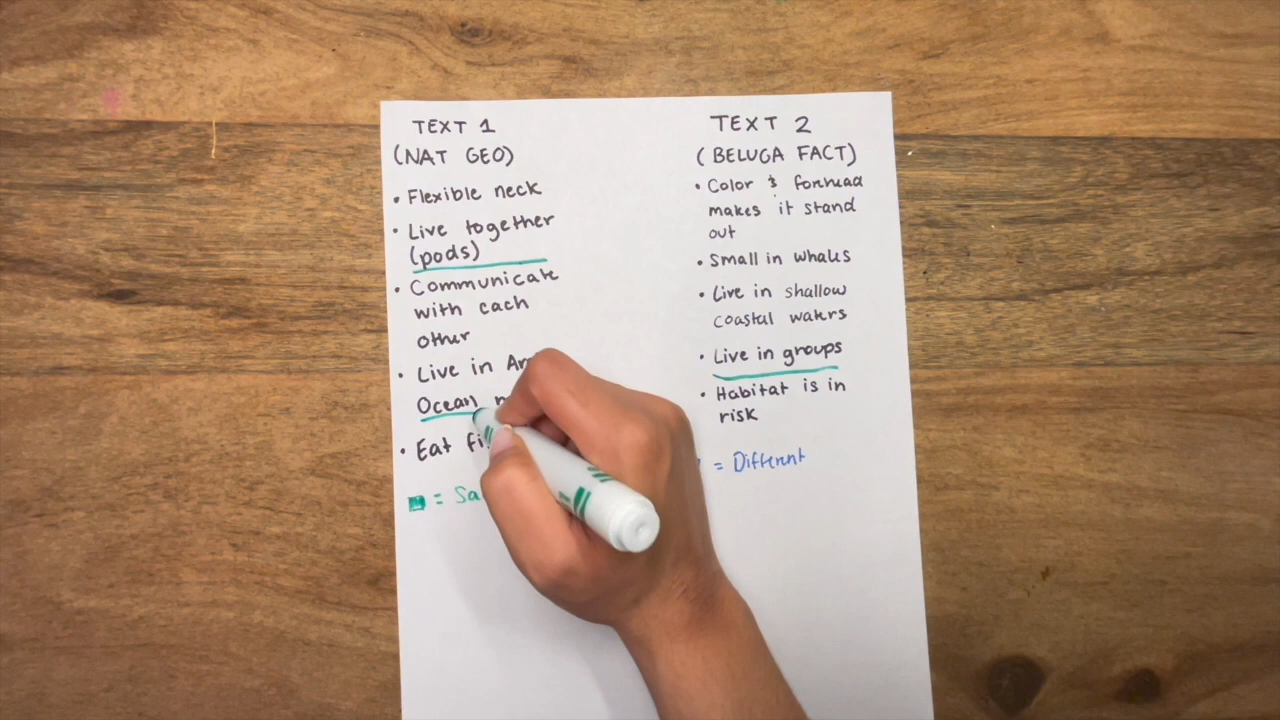 TEXT 1
(NAT GEO)
• Flexible neck
• Live together
(pods)
• Communicate
with each
other
• Live in
Ocean
• Eat
= 
TEXT 2
(BELUGA FACT)
• Color & forehead
makes it stand
out
• Small in whales
• Live in shallow
coastal waters
• Live in groups
• Habitat is in
risk
= Different